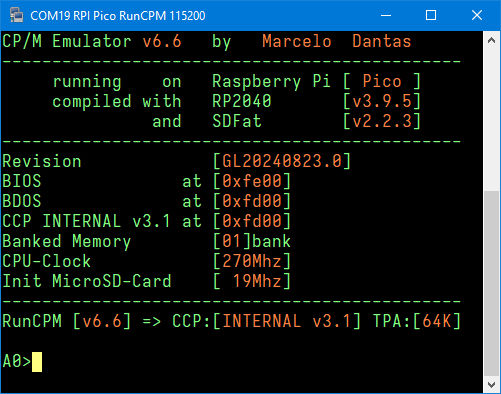 COM19 RPI Pico RunCPM 115200
CP/M Emulator v6.6 by Marcelo Dantas
---------------------------------------------
running on Raspberry Pi [ Pico ]
compiled with RP2040 [v3.9.5]
and SDFat [v2.2.3]
---------------------------------------------
Revision [GL20240823.0]
BIOS at [0xfe00]
BDOS at [0xfd00]
CCP INTERNAL v3.1 at [0xfd00]
Banked Memory [01]bank
CPU-Clock [270Mhz]
Init MicroSD-Card [ 19Mhz]
---------------------------------------------
RunCPM [v6.6] => CCP:[INTERNAL v3.1] TPA:[64K]
A0>